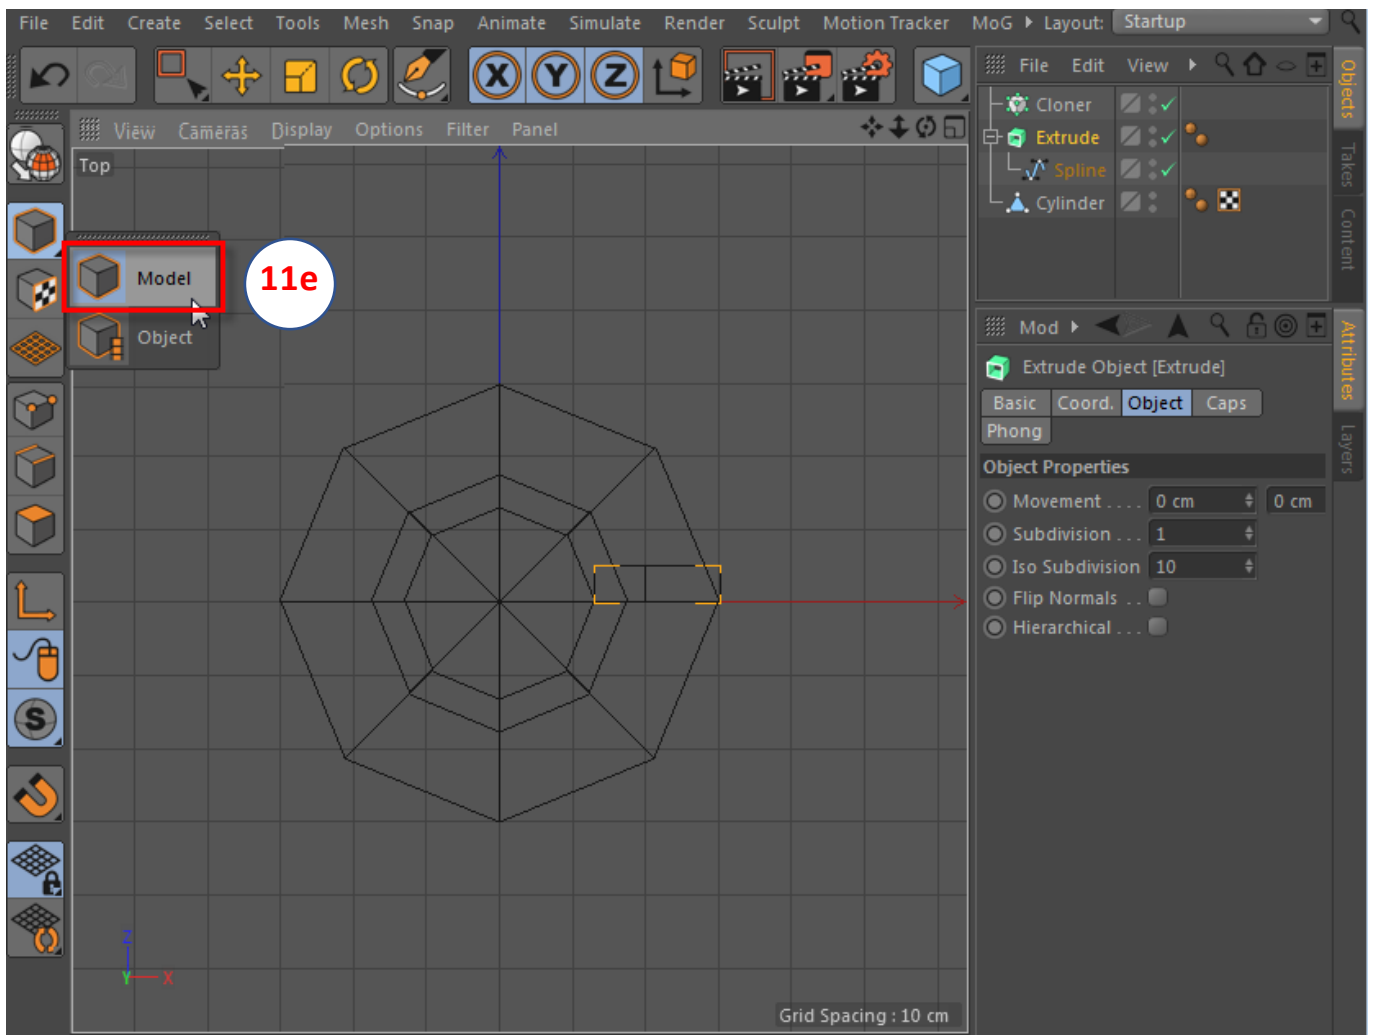 File Edit Create Select Tools Mesh Snap Animate Simulate Render Sculpt Motion Tracker MoG Layout: Startup
X Y Z
File Edit View
Objects
Takes
Content
Cloner
Extrude
Spline
Cylinder
View Cameras Display Options Filter Panel
Top
Model
11e
Object
Mod
Attributes
Layers
Extrude Object [Extrude]
Basic Coord. Object Caps
Phong
Object Properties
Movement . . . . 0 cm 0 cm
Subdivision . . . 1
Iso Subdivision 10
Flip Normals . .
Hierarchical . . .
S
Z
Y X
Grid Spacing : 10 cm